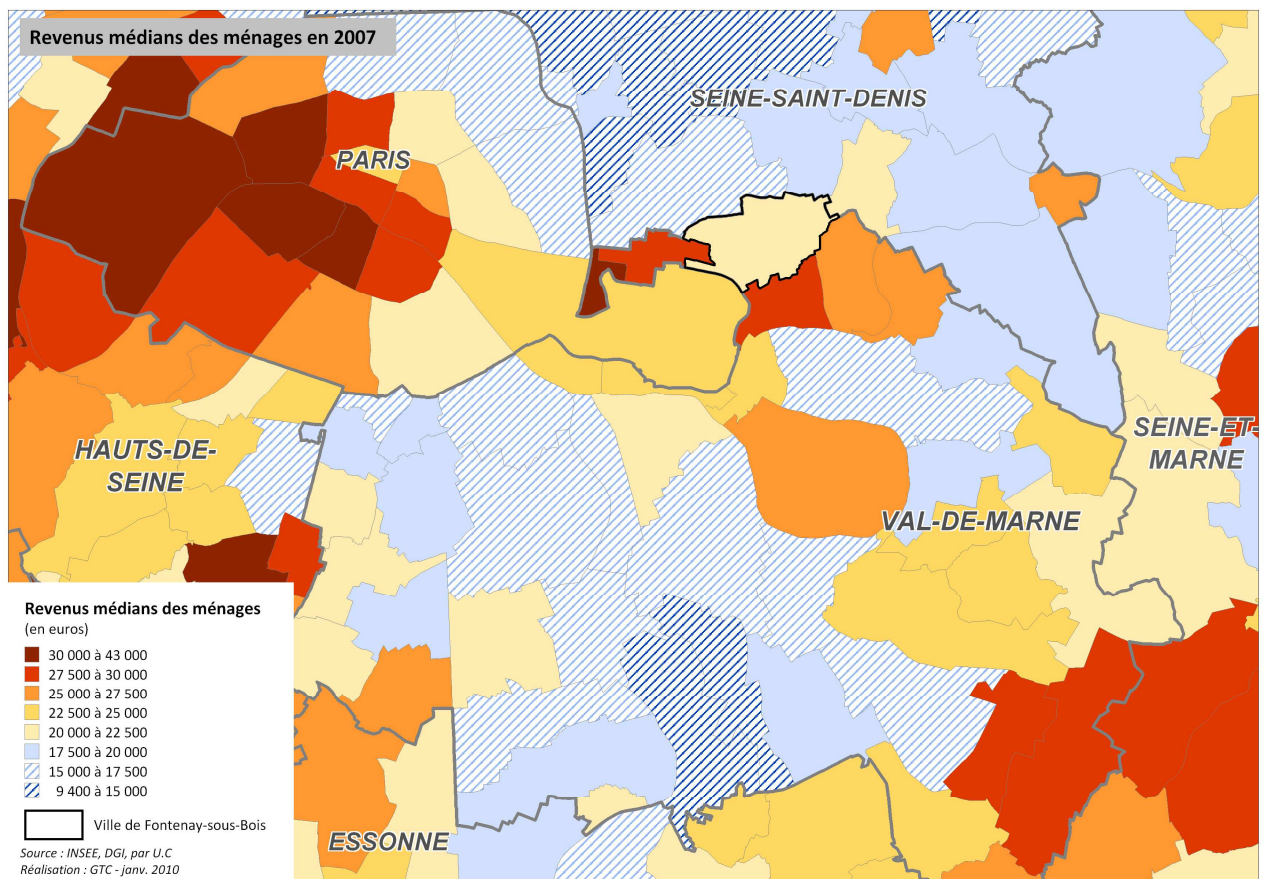 Revenus médians des ménages en 2007
SEINE-SAINT-DENIS
PARIS
HAUTS-DE-
SEINE
SEINE-ET-
MARNE
VAL-DE-MARNE
ESSONNE
Revenus médians des ménages
(en euros)
30 000 à 43 000
27 500 à 30 000
25 000 à 27 500
22 500 à 25 000
20 000 à 22 500
17 500 à 20 000
15 000 à 17 500
9 400 à 15 000
Ville de Fontenay-sous-Bois
Source : INSEE, DGI, par U.C
Réalisation : GTC - janv. 2010